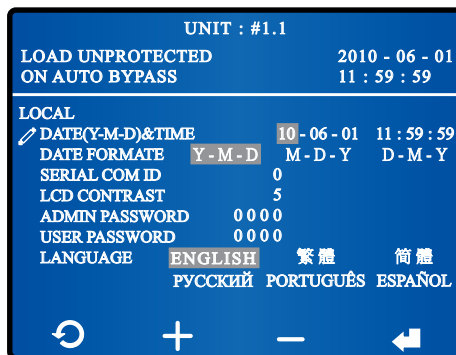 UNIT : #1.1
LOAD UNPROTECTED 2010 - 06 - 01
ON AUTO BYPASS 11 : 59 : 59
LOCAL
DATE(Y-M-D)&TIME 10 - 06 - 01 11 : 59 : 59
DATE FORMATE Y - M - D M - D - Y D - M - Y
SERIAL COM ID 0
LCD CONTRAST 5
ADMIN PASSWORD 0 0 0 0
USER PASSWORD 0 0 0 0
LANGUAGE ENGLISH 繁體 简體
РУССКИЙ PORTUGUÊS ESPAÑOL